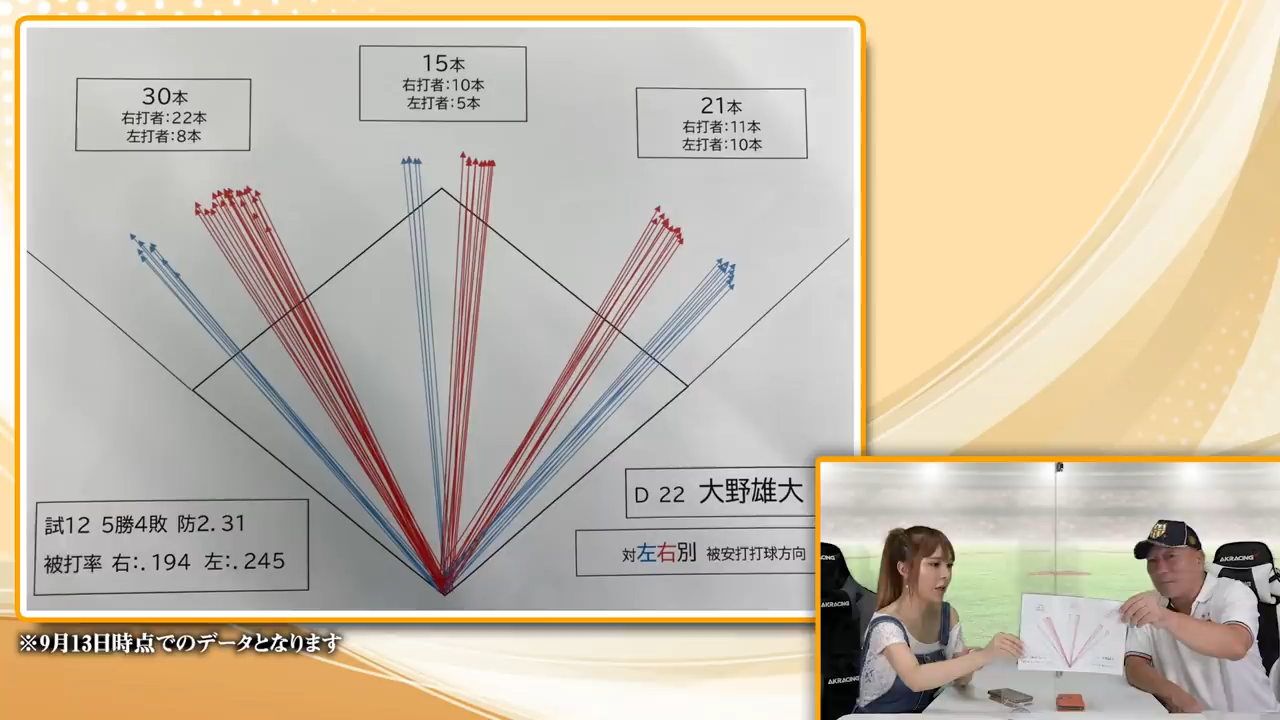 30本
右打者:22本
左打者:8本
15本
右打者:10本
左打者:5本
21本
右打者:11本
左打者:10本
試12 5勝4敗 防2.31
被打率 右:.194 左:.245
D 22 大野雄大
対左右別 被安打打球方向
※9月13日時点でのデータとなります
AKRACING
AKRACING
AKRACING
AKRACING